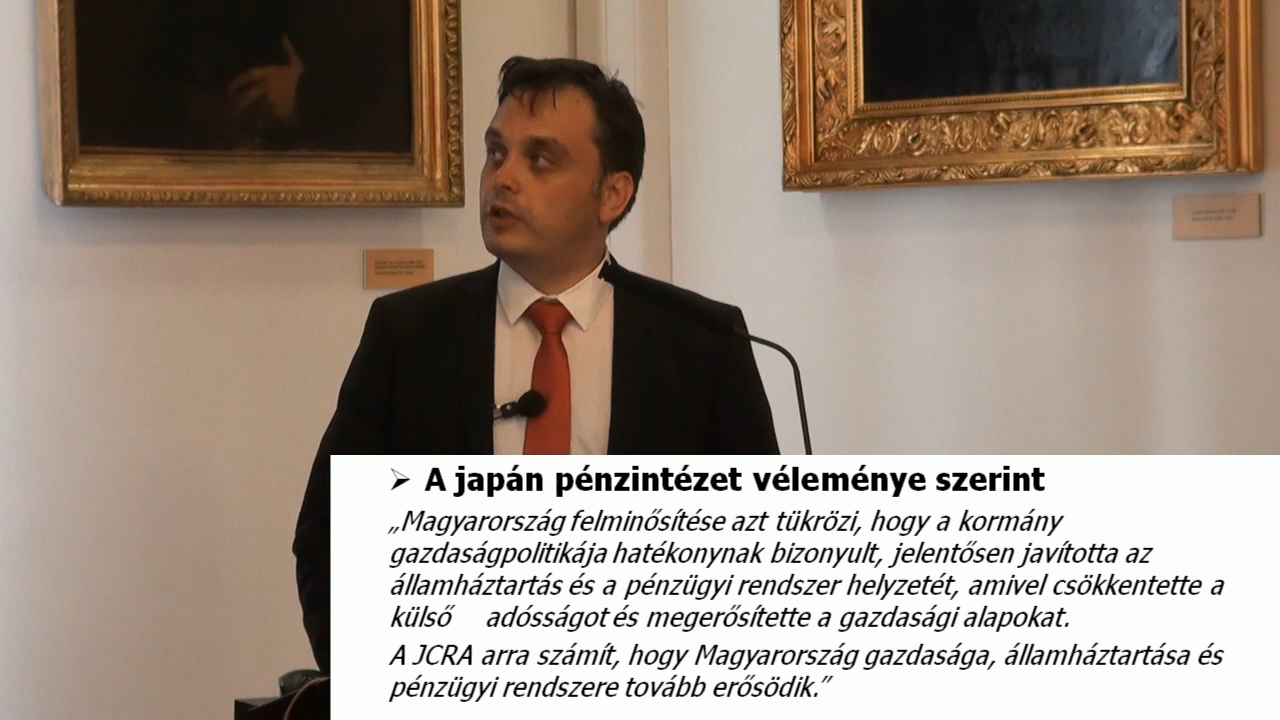 ➢ A japán pénzintézet véleménye szerint
„Magyarország felminősítése azt tükrözi, hogy a kormány
gazdaságpolitikája hatékonynak bizonyult, jelentősen javította az
államháztartás és a pénzügyi rendszer helyzetét, amivel csökkentette a
külső adósságot és megerősítette a gazdasági alapokat.
A JCRA arra számít, hogy Magyarország gazdasága, államháztartása és
pénzügyi rendszere tovább erősödik.”